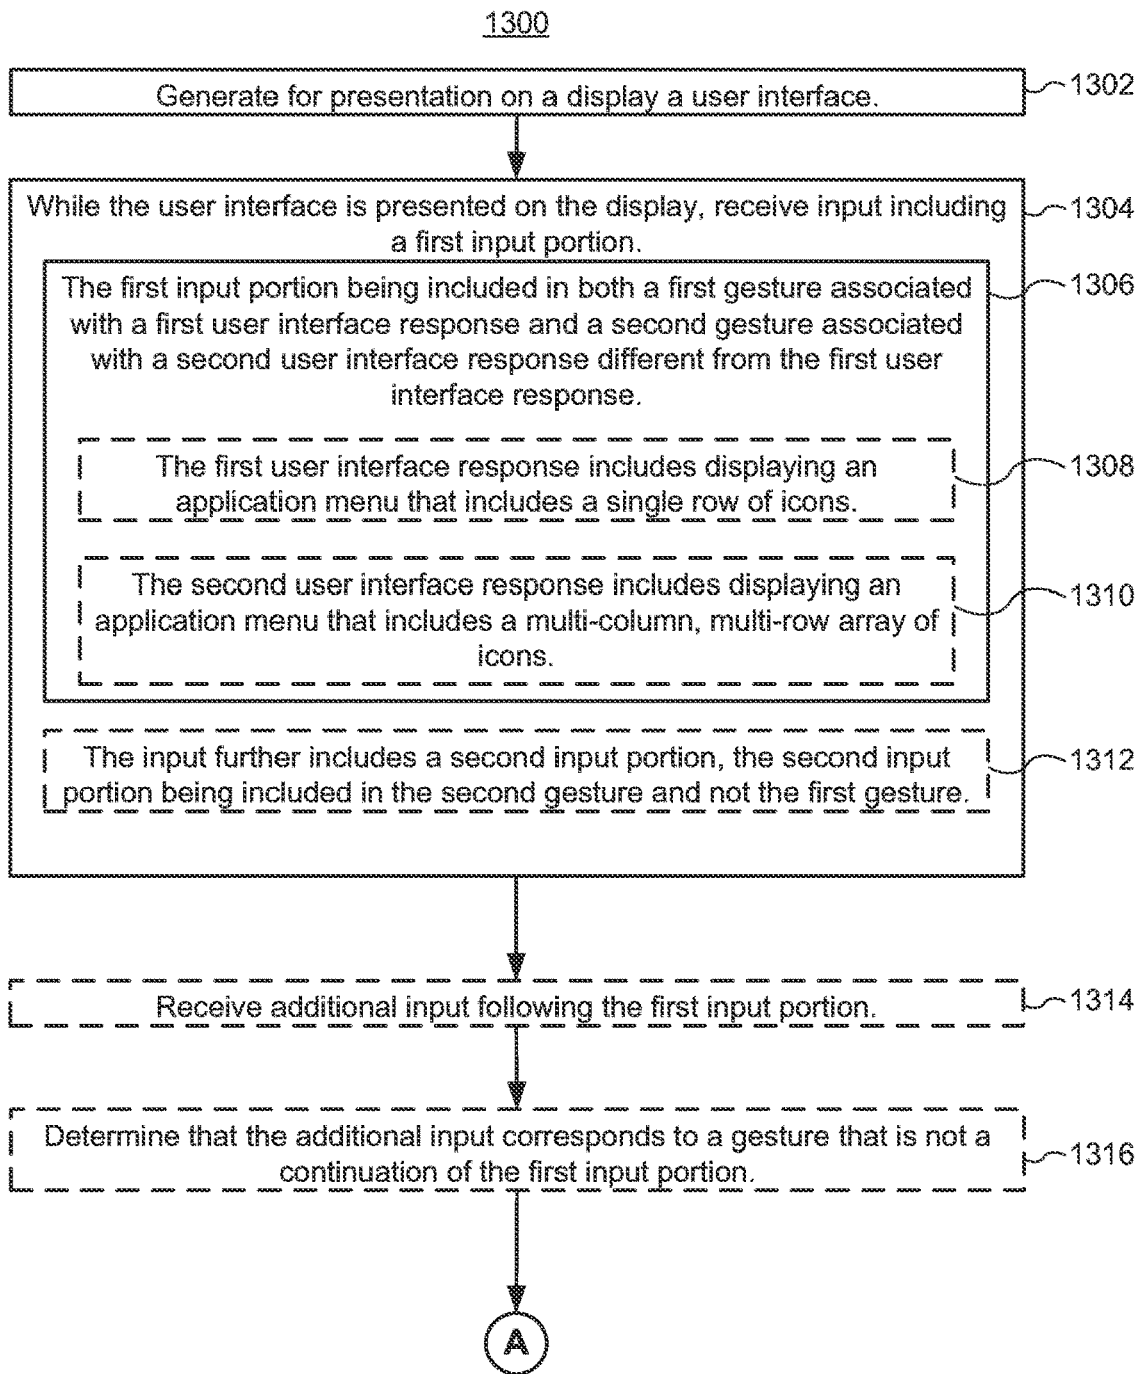 1300
Generate for presentation on a display a user interface.
1302
While the user interface is presented on the display, receive input including
a first input portion.
1304
The first input portion being included in both a first gesture associated
with a first user interface response and a second gesture associated
with a second user interface response different from the first user
interface response.
1306
The first user interface response includes displaying an
application menu that includes a single row of icons.
1308
The second user interface response includes displaying an
application menu that includes a multi-column, multi-row array of
icons.
1310
The input further includes a second input portion, the second input
portion being included in the second gesture and not the first gesture.
1312
Receive additional input following the first input portion.
1314
Determine that the additional input corresponds to a gesture that is not a
continuation of the first input portion.
1316
A